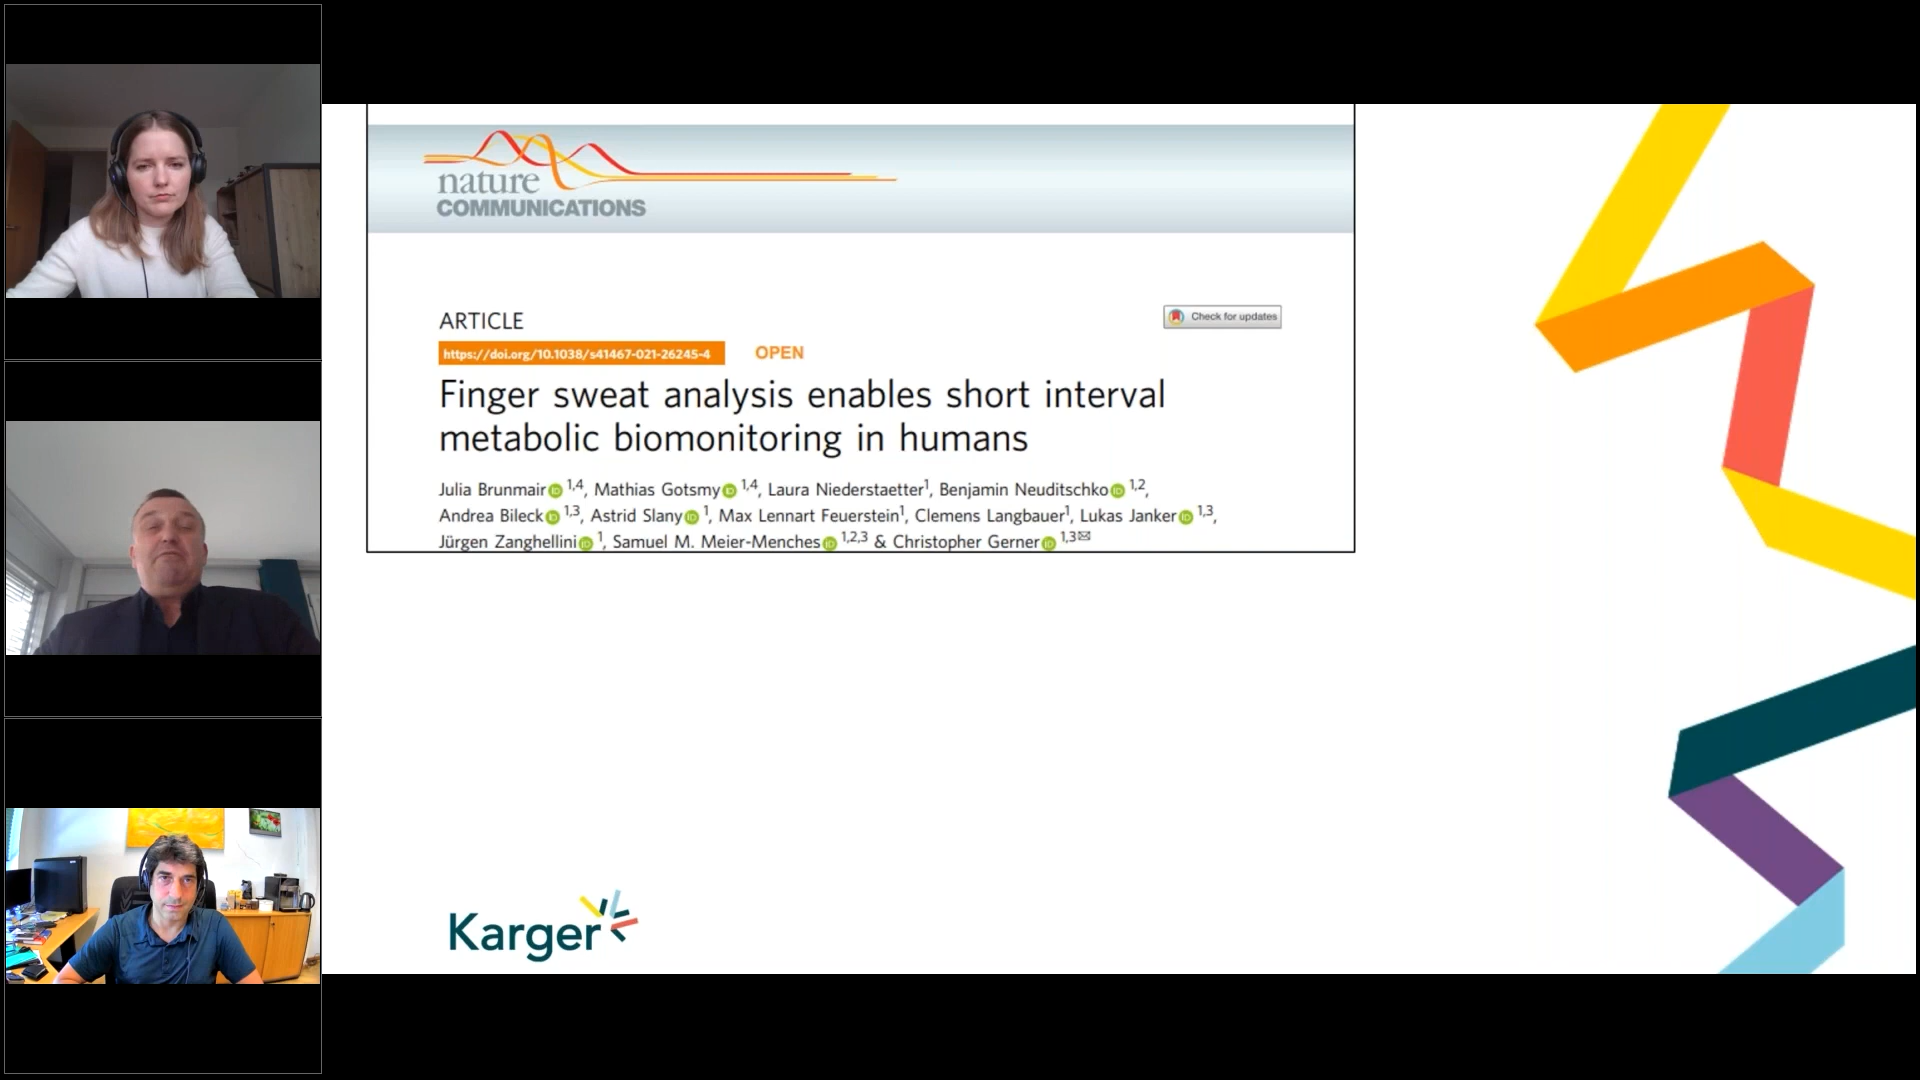 nature
COMMUNICATIONS
ARTICLE
Check for updates
https://doi.org/10.1038/s41467-021-26245-4 OPEN
Finger sweat analysis enables short interval
metabolic biomonitoring in humans
Julia Brunmair 1,4, Mathias Gotsmy 1,4, Laura Niederstaetter1, Benjamin Neuditschko 1,2,
Andrea Bileck 1,3, Astrid Slany 1, Max Lennart Feuerstein1, Clemens Langbauer1, Lukas Janker 1,3,
Jürgen Zanghellini 1, Samuel M. Meier-Menches 1,2,3 & Christopher Gerner 1,3✉
Karger